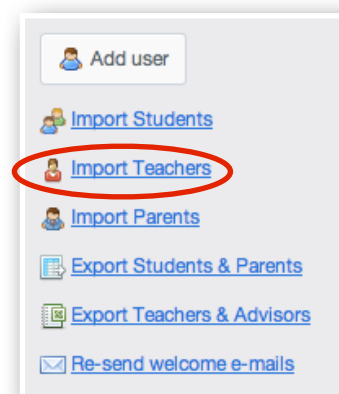 Add user
Import Students
Import Teachers
Import Parents
Export Students & Parents
Export Teachers & Advisors
Re-send welcome e-mails